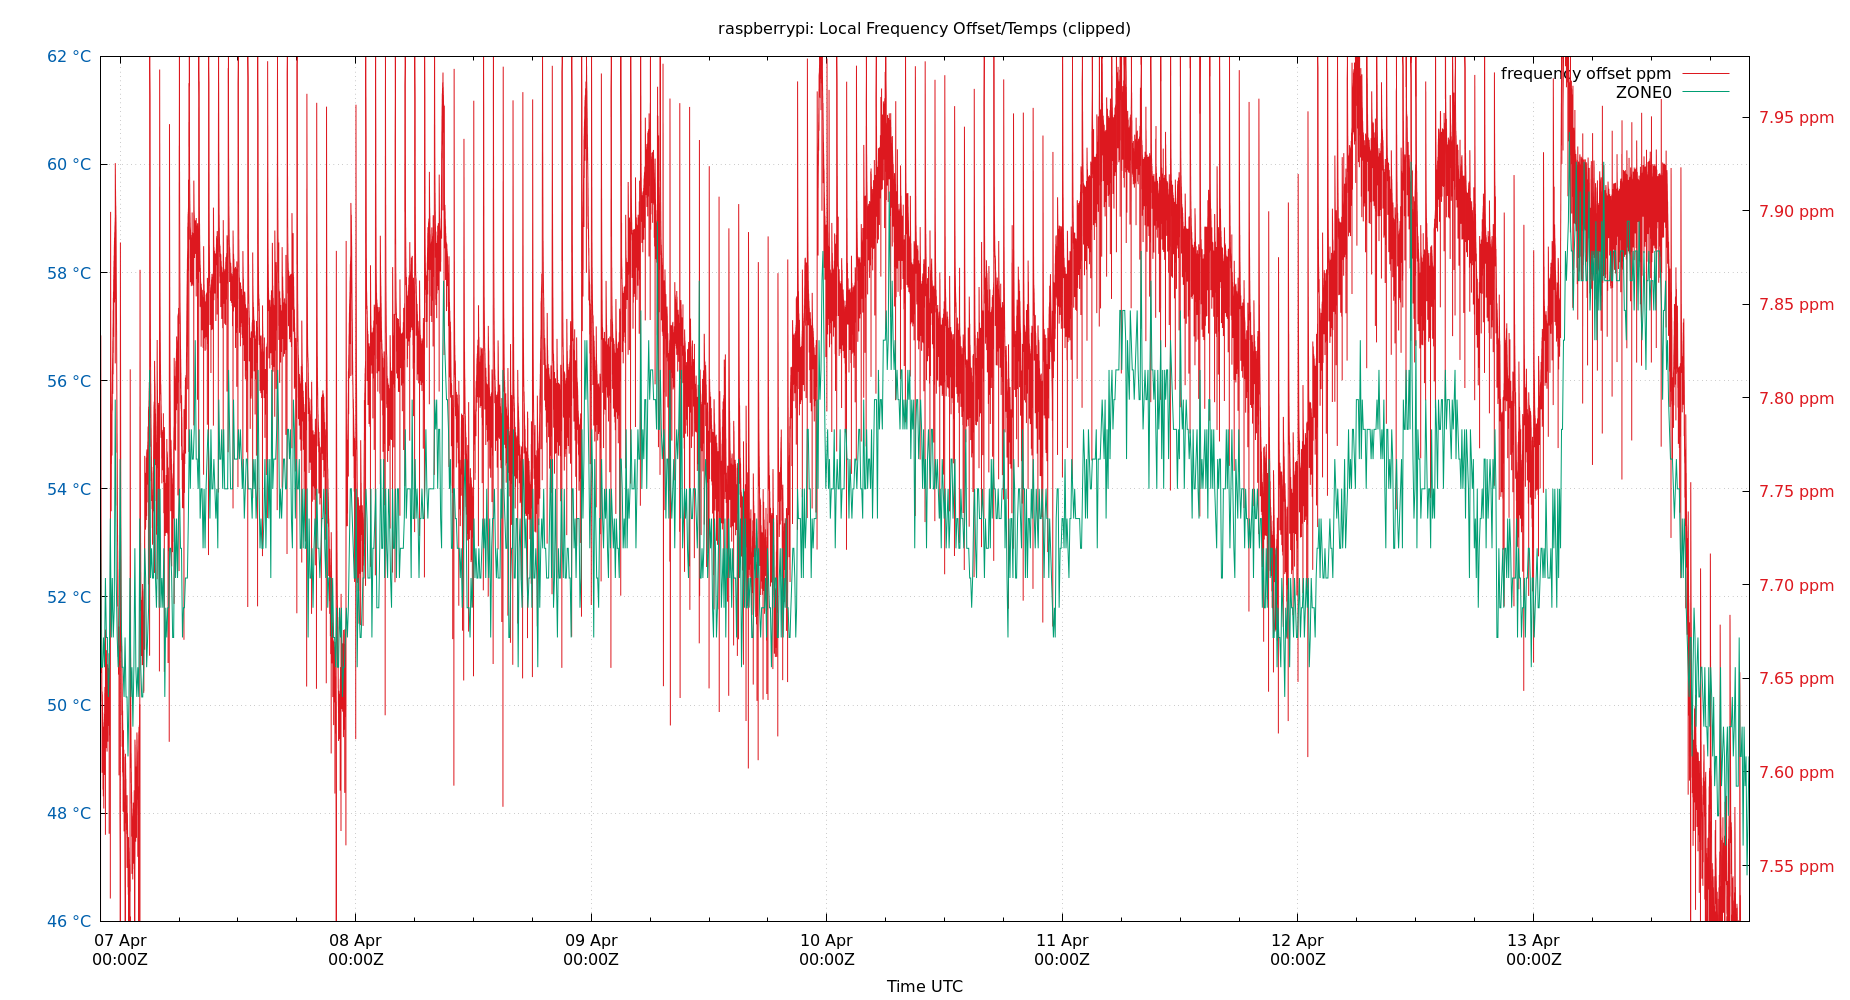 raspberrypi: Local Frequency Offset/Temps (clipped)
62 °C
60 °C
58 °C
56 °C
54 °C
52 °C
50 °C
48 °C
46 °C
frequency offset ppm
ZONE0
7.95 ppm
7.90 ppm
7.85 ppm
7.80 ppm
7.75 ppm
7.70 ppm
7.65 ppm
7.60 ppm
7.55 ppm
07 Apr
00:00Z
08 Apr
00:00Z
09 Apr
00:00Z
10 Apr
00:00Z
11 Apr
00:00Z
12 Apr
00:00Z
13 Apr
00:00Z
Time UTC